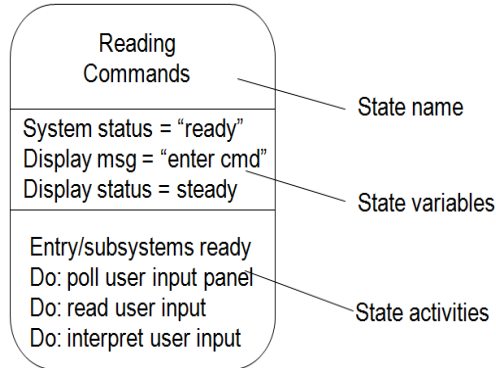 Reading
Commands
State name
System status = “ready”
Display msg = “enter cmd”
Display status = steady
State variables
Entry/subsystems ready
Do: poll user input panel
Do: read user input
Do: interpret user input
State activities